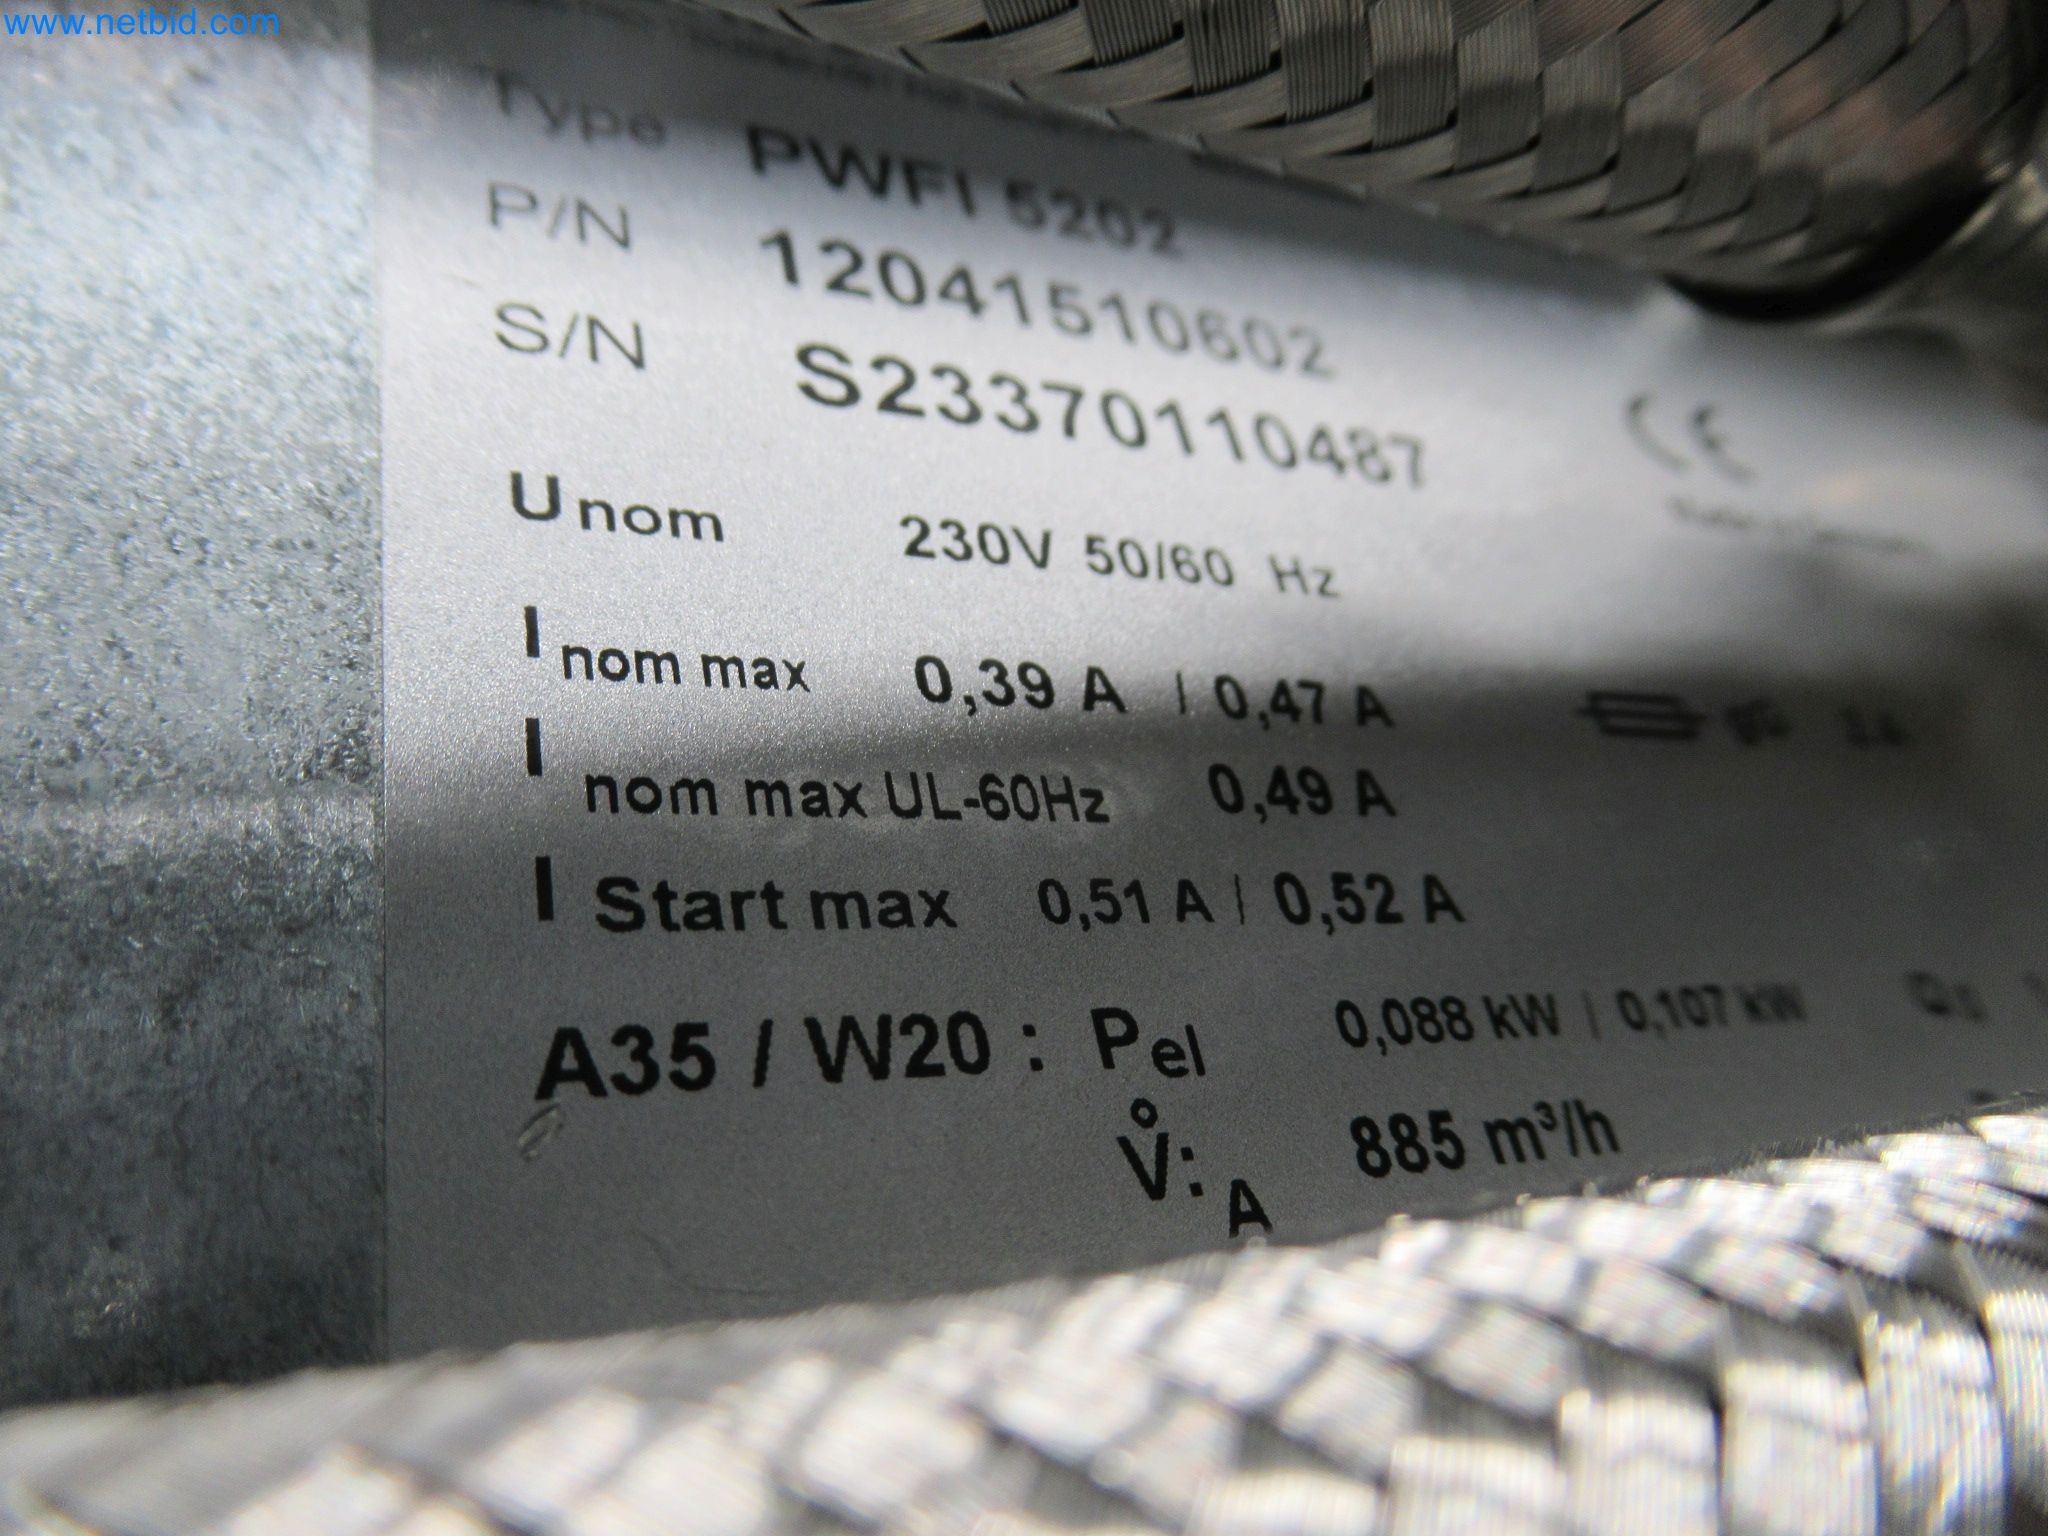 www.netbid.com
Type PWFI 5202
P/N 12041510602
S/N S23370110487
U nom 230V 50/60 Hz
I nom max 0,39 A / 0,47 A
I nom max UL-60Hz 0,49 A
I Start max 0,51 A / 0,52 A
A35 / W20 : Pel 0,088 kW / 0,107 kW
V̊: A 885 m³/h